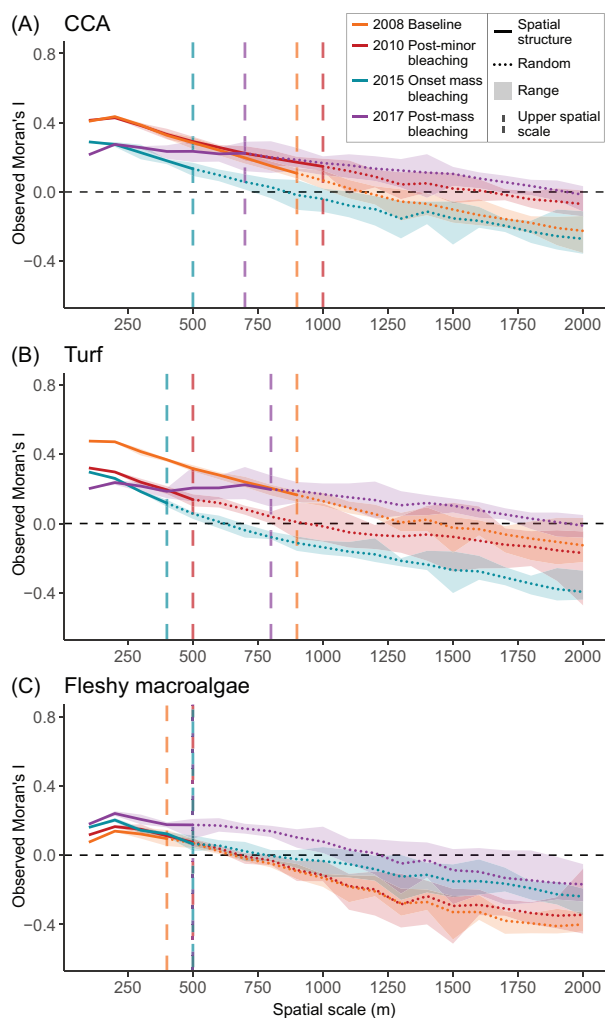 (A) CCA
2008 Baseline
2010 Post-minor
bleaching
2015 Onset mass
bleaching
2017 Post-mass
bleaching
Spatial
structure
Random
Range
Upper spatial
scale
Observed Moran's I
0.8
0.4
0.0
−0.4
250 500 750 1000 1250 1500 1750 2000
(B) Turf
Observed Moran's I
0.8
0.4
0.0
−0.4
250 500 750 1000 1250 1500 1750 2000
(C) Fleshy macroalgae
Observed Moran's I
0.8
0.4
0.0
−0.4
250 500 750 1000 1250 1500 1750 2000
Spatial scale (m)